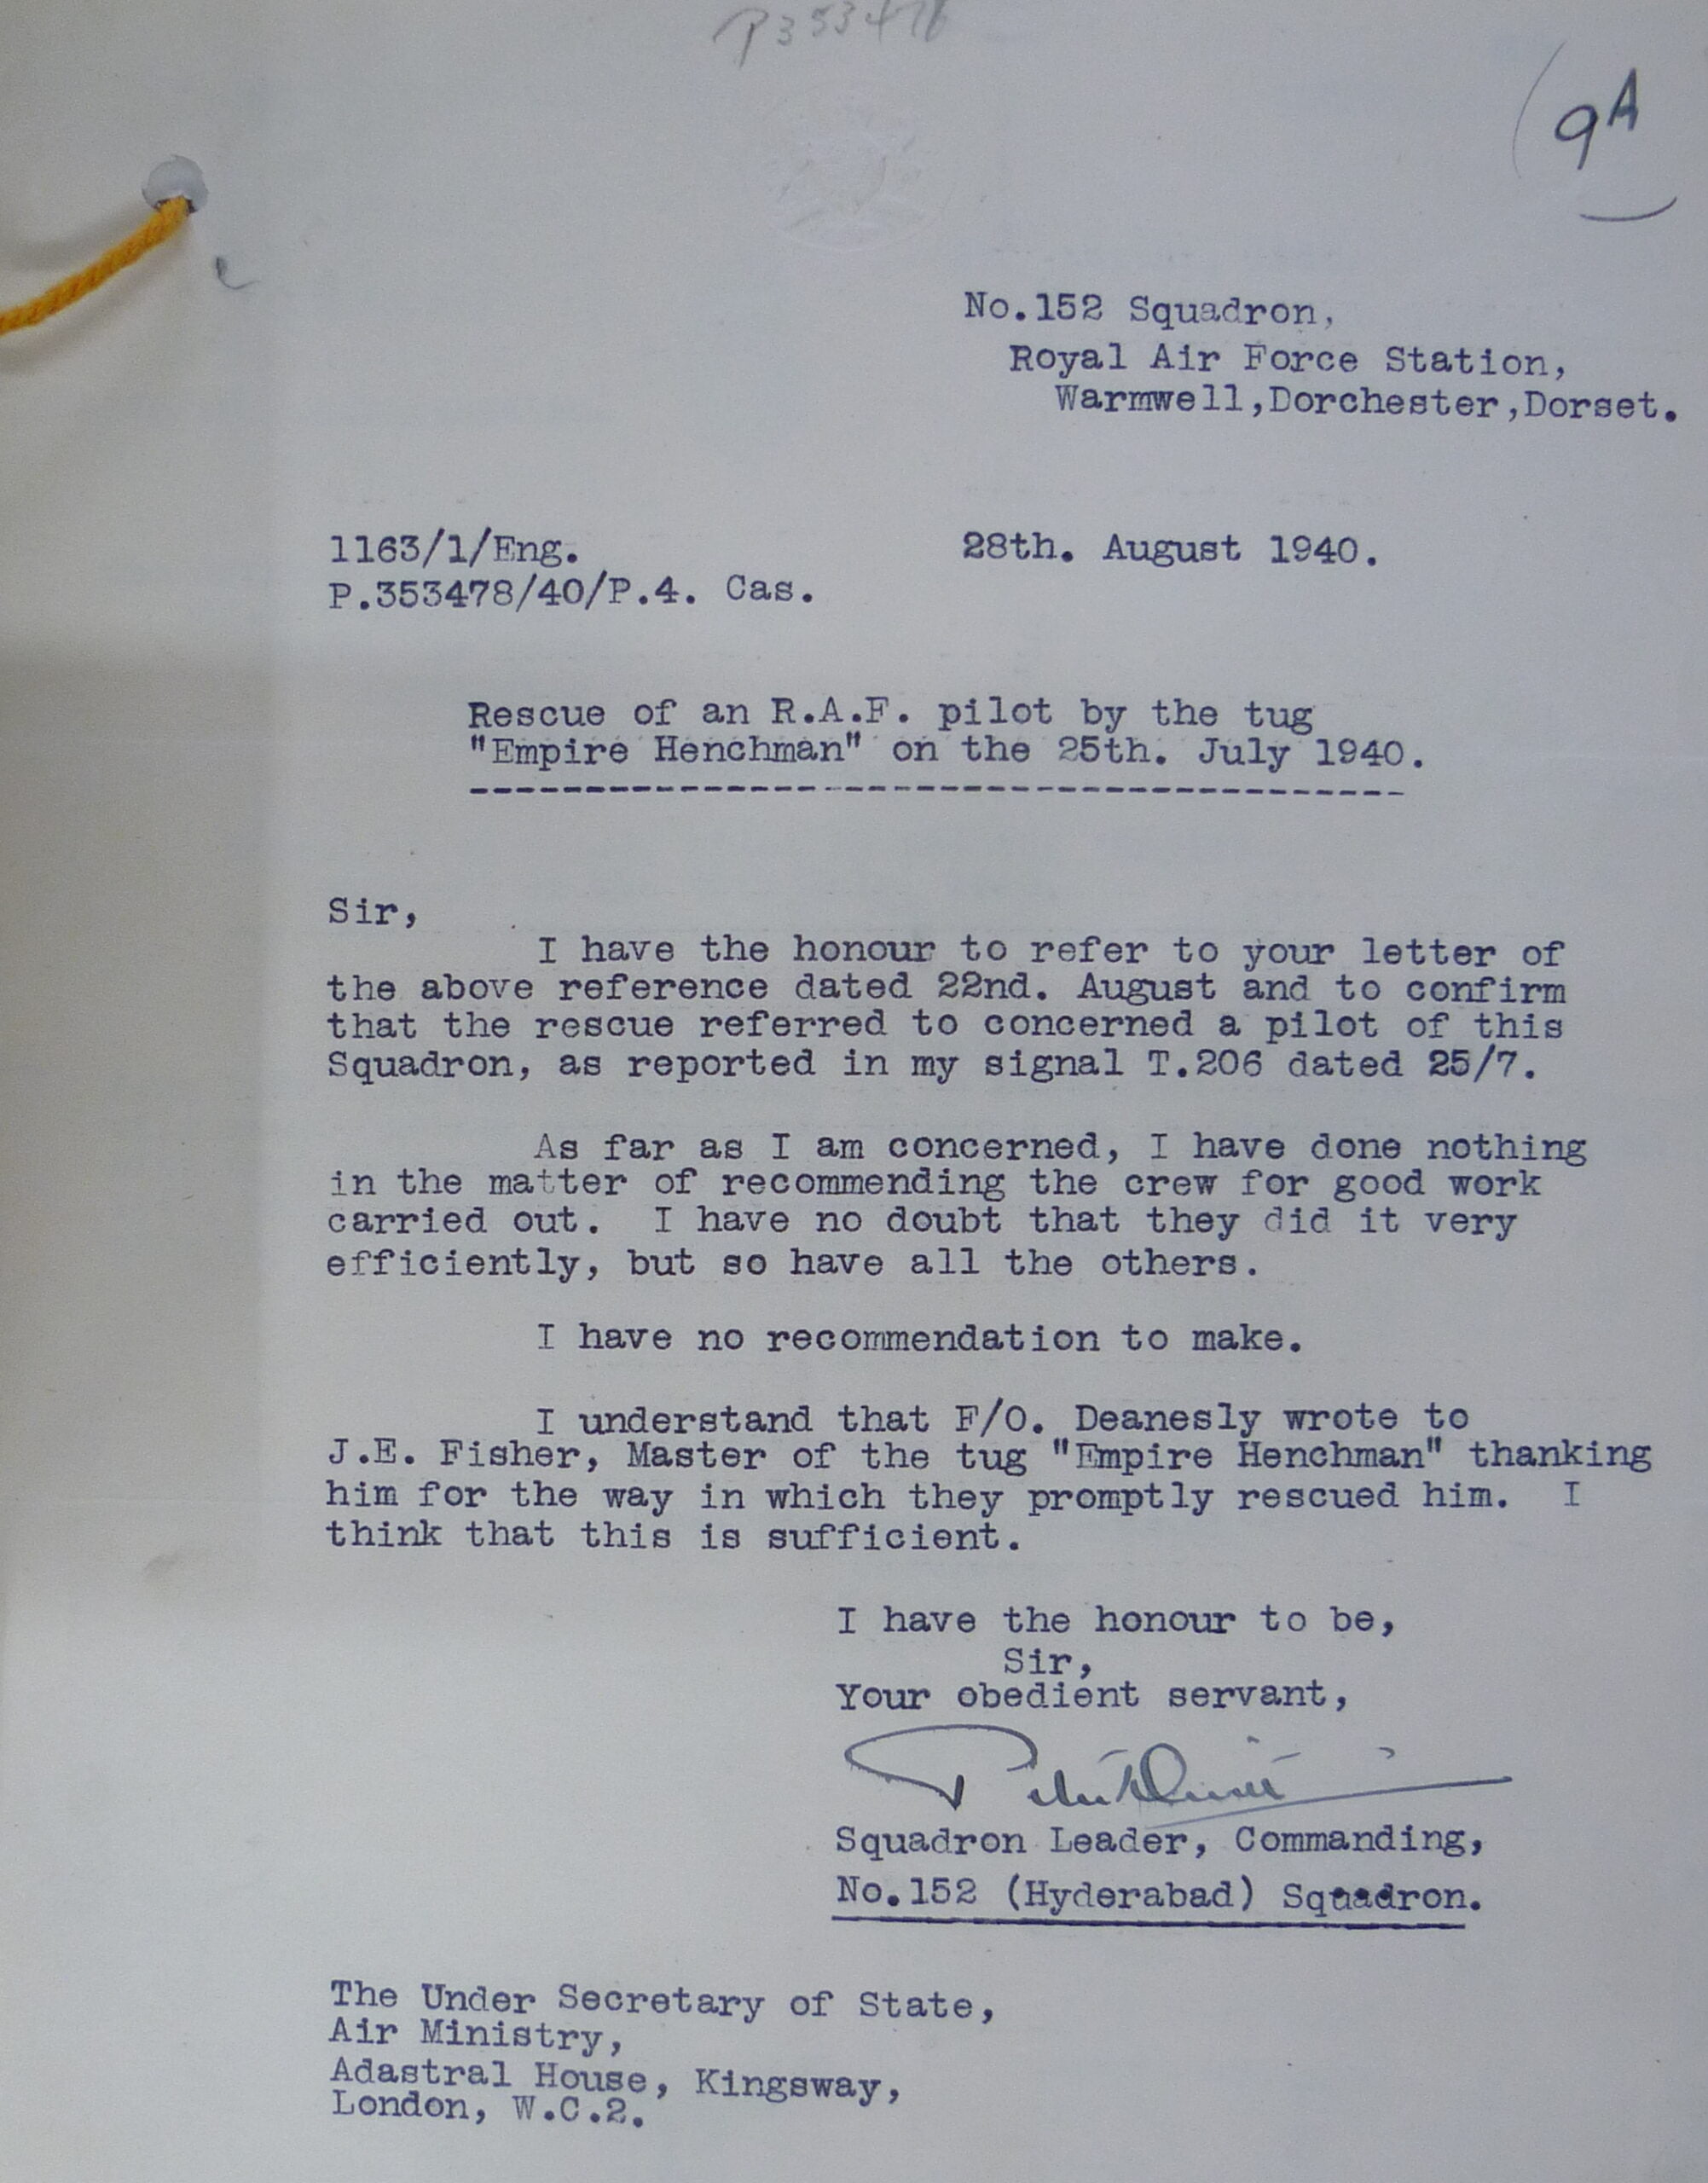 P353478
9A
No.152 Squadron,
Royal Air Force Station,
Warmwell,Dorchester,Dorset.
1163/1/Eng.
28th. August 1940.
P.353478/40/P.4. Cas.
Rescue of an R.A.F. pilot by the tug
"Empire Henchman" on the 25th. July 1940.
Sir,
I have the honour to refer to your letter of
the above reference dated 22nd. August and to confirm
that the rescue referred to concerned a pilot of this
Squadron, as reported in my signal T.206 dated 25/7.
As far as I am concerned, I have done nothing
in the matter of recommending the crew for good work
carried out. I have no doubt that they did it very
efficiently, but so have all the others.
I have no recommendation to make.
I understand that F/O. Deanesly wrote to
J.E. Fisher, Master of the tug "Empire Henchman" thanking
him for the way in which they promptly rescued him. I
think that this is sufficient.
I have the honour to be,
Sir,
Your obedient servant,
Squadron Leader, Commanding,
No.152 (Hyderabad) Squadron.
The Under Secretary of State,
Air Ministry,
Adastral House, Kingsway,
London, W.C.2.